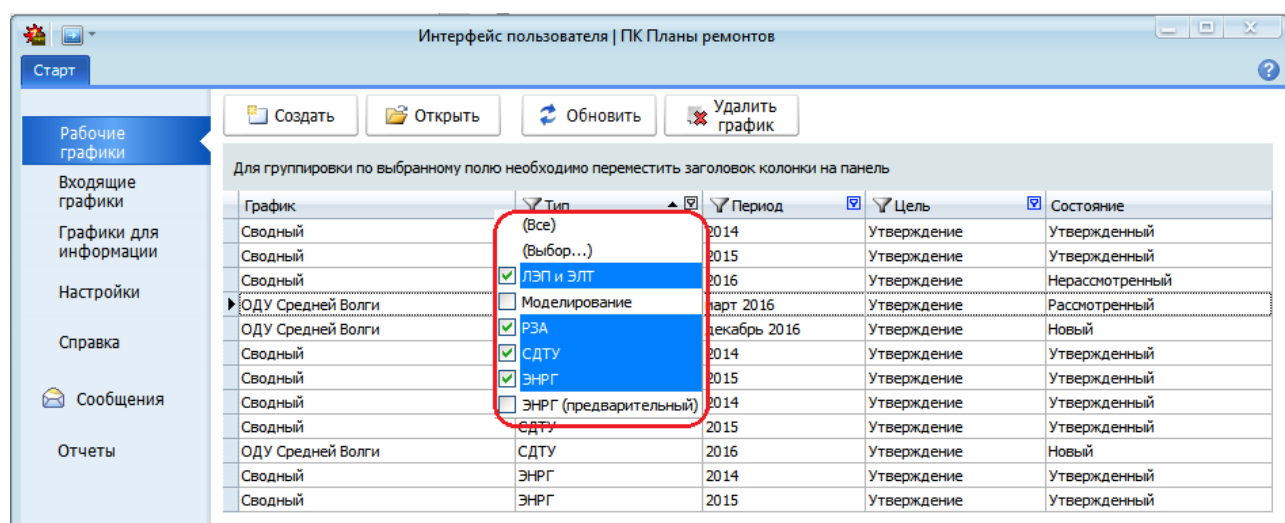 Интерфейс пользователя | ПК Планы ремонтов
Старт
Создать Открыть Обновить Удалить график
Рабочие графики
Входящие графики
Графики для информации
Настройки
Справка
Сообщения
Отчеты
Для группировки по выбранному полю необходимо переместить заголовок колонки на панель
График Тип Период Цель Состояние
Сводный 2014 Утверждение Утвержденный
Сводный 2015 Утверждение Утвержденный
Сводный 2016 Утверждение Нерассмотренный
ОДУ Средней Волги март 2016 Утверждение Рассмотренный
ОДУ Средней Волги декабрь 2016 Утверждение Новый
Сводный 2014 Утверждение Утвержденный
Сводный 2015 Утверждение Утвержденный
Сводный 2014 Утверждение Утвержденный
Сводный СДТУ 2015 Утверждение Утвержденный
ОДУ Средней Волги СДТУ 2016 Утверждение Новый
Сводный ЭНРГ 2014 Утверждение Утвержденный
Сводный ЭНРГ 2015 Утверждение Утвержденный
(Все)
(Выбор...)
ЛЭП и ЭЛТ
Моделирование
РЗА
СДТУ
ЭНРГ
ЭНРГ (предварительный)